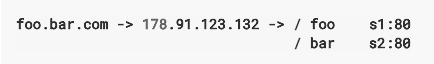 foo.bar.com -> 178.91.123.132 -> / foo    s1:80
                                 / bar    s2:80